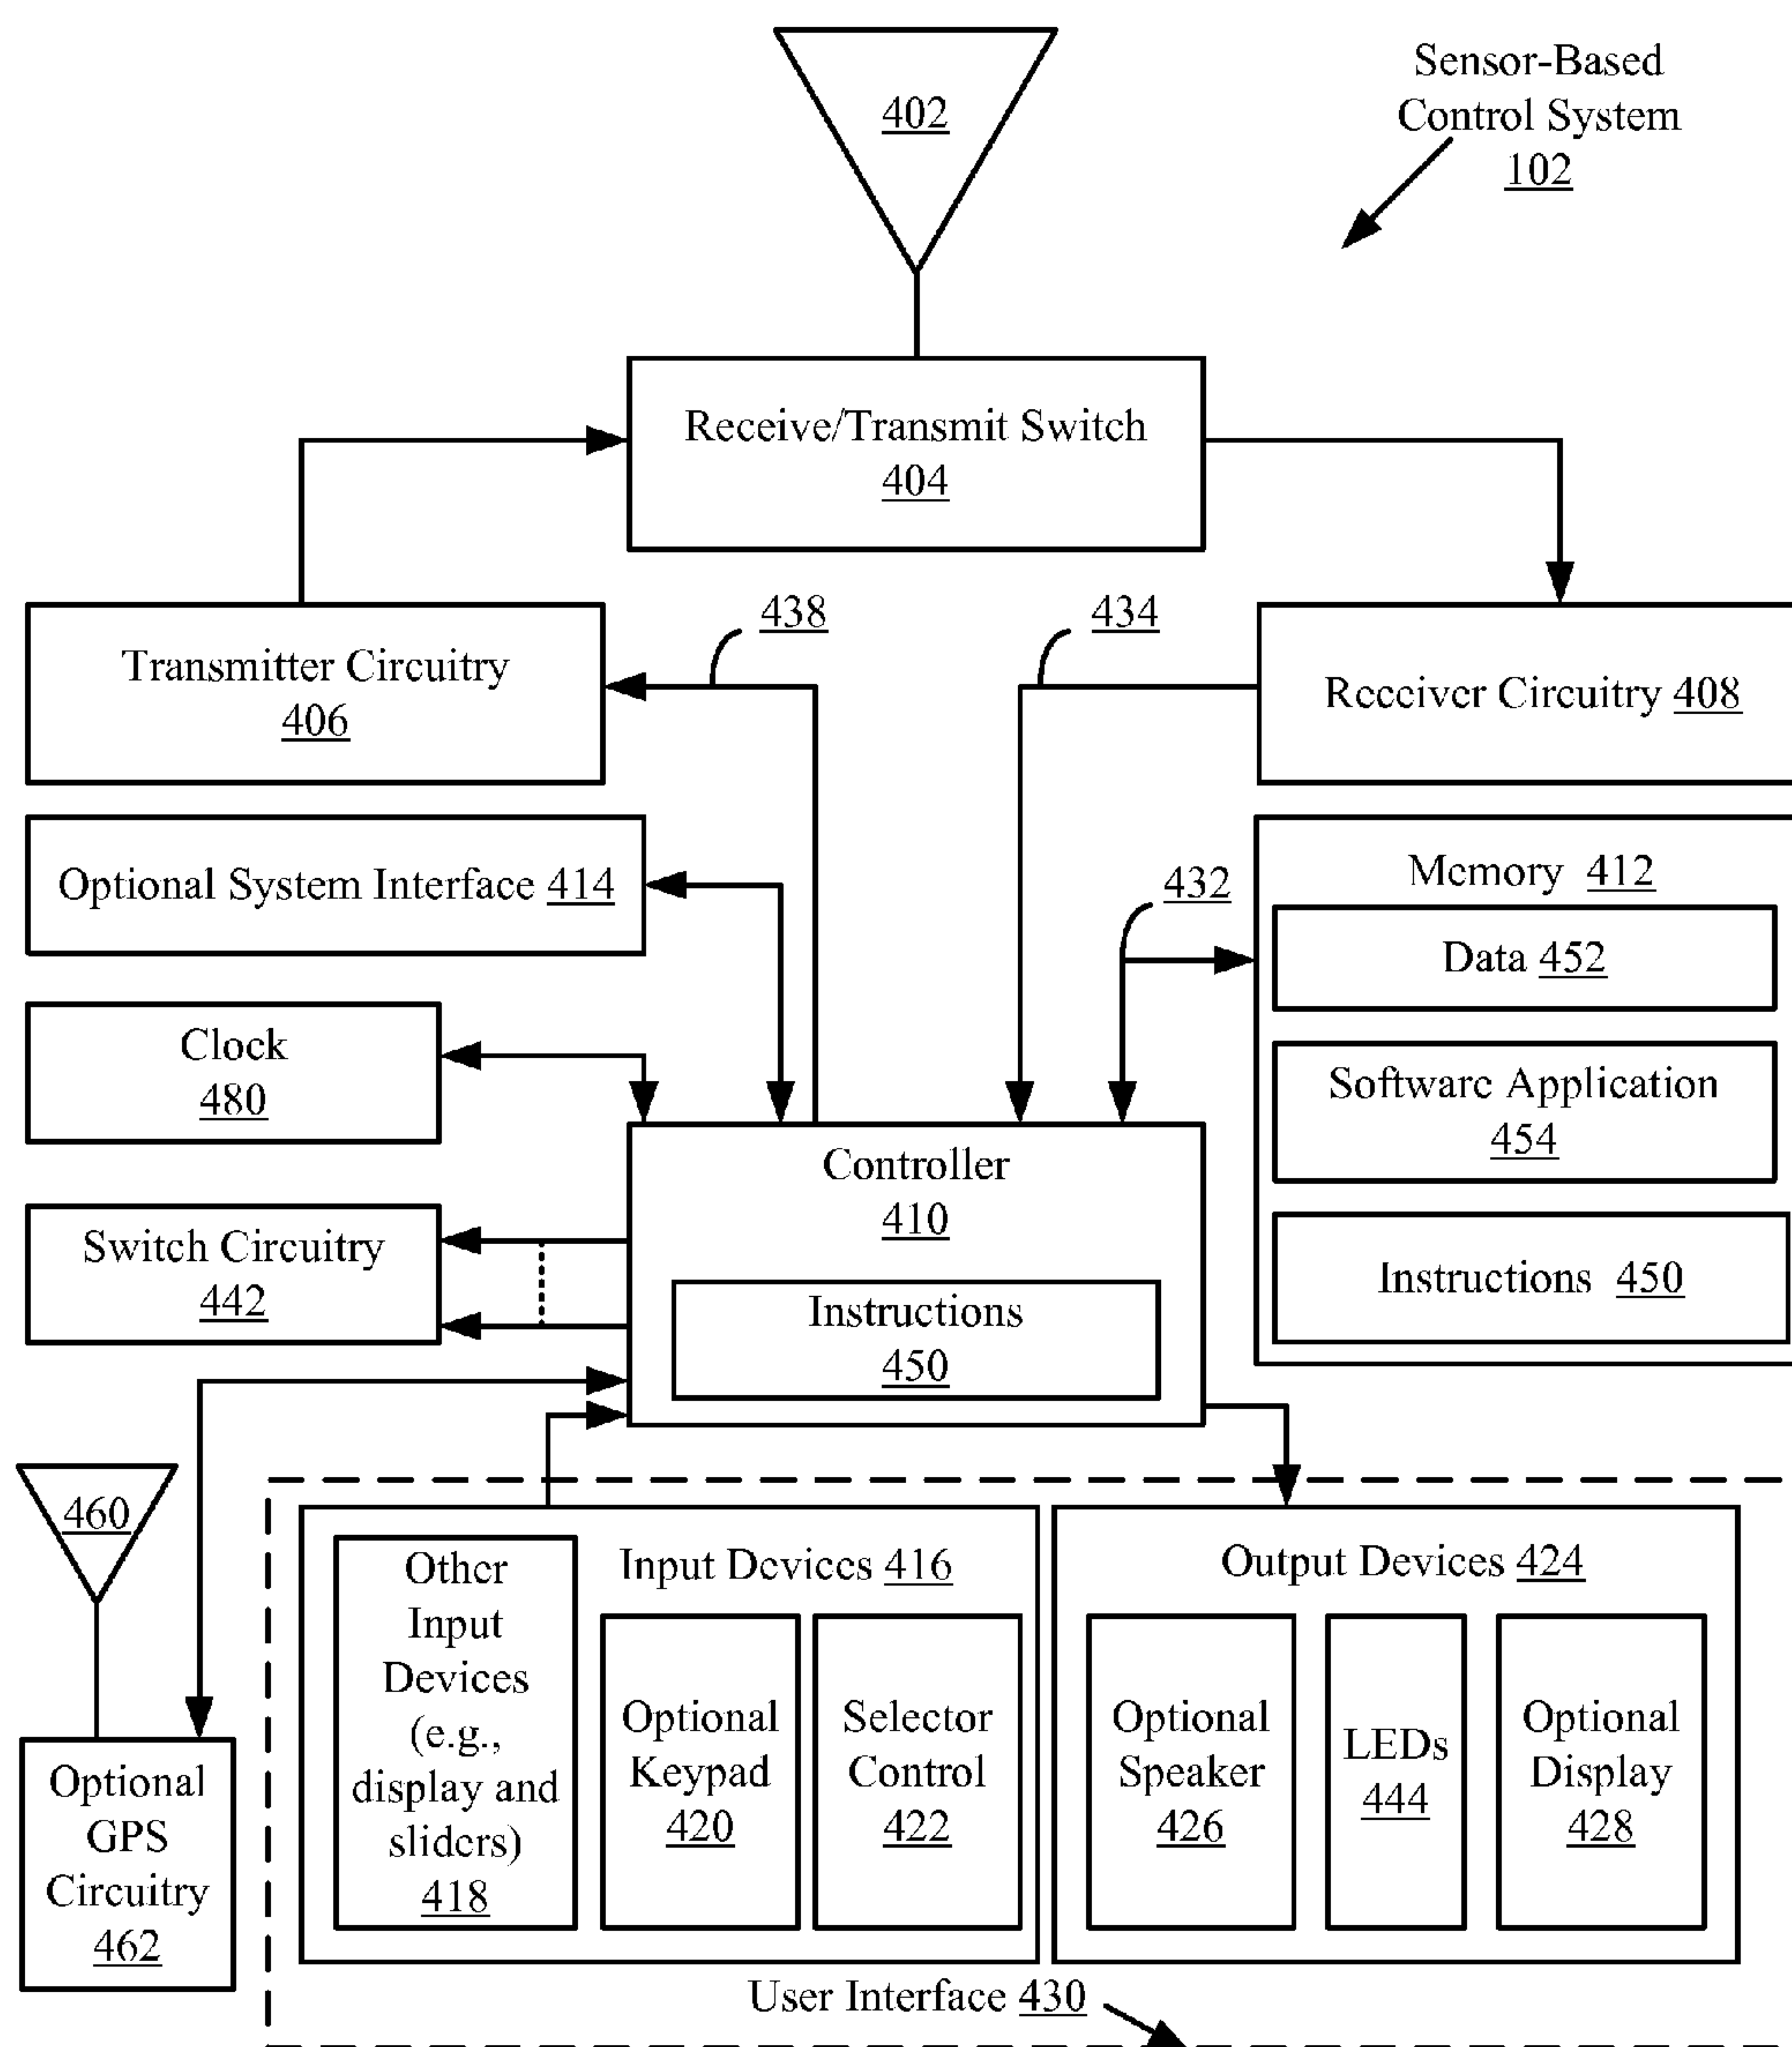 402
Sensor-Based
Control System
102
Receive/Transmit Switch
404
438
434
Transmitter Circuitry
406
Receiver Circuitry 408
Optional System Interface 414
432
Memory 412
Data 452
Clock
480
Software Application
454
Controller
410
Switch Circuitry
442
Instructions 450
Instructions
450
460
Other
Input
Devices
(e.g.,
display and
sliders)
418
Input Devices 416
Optional
Keypad
420
Selector
Control
422
Output Devices 424
Optional
Speaker
426
LEDs
444
Optional
Display
428
Optional
GPS
Circuitry
462
User Interface 430